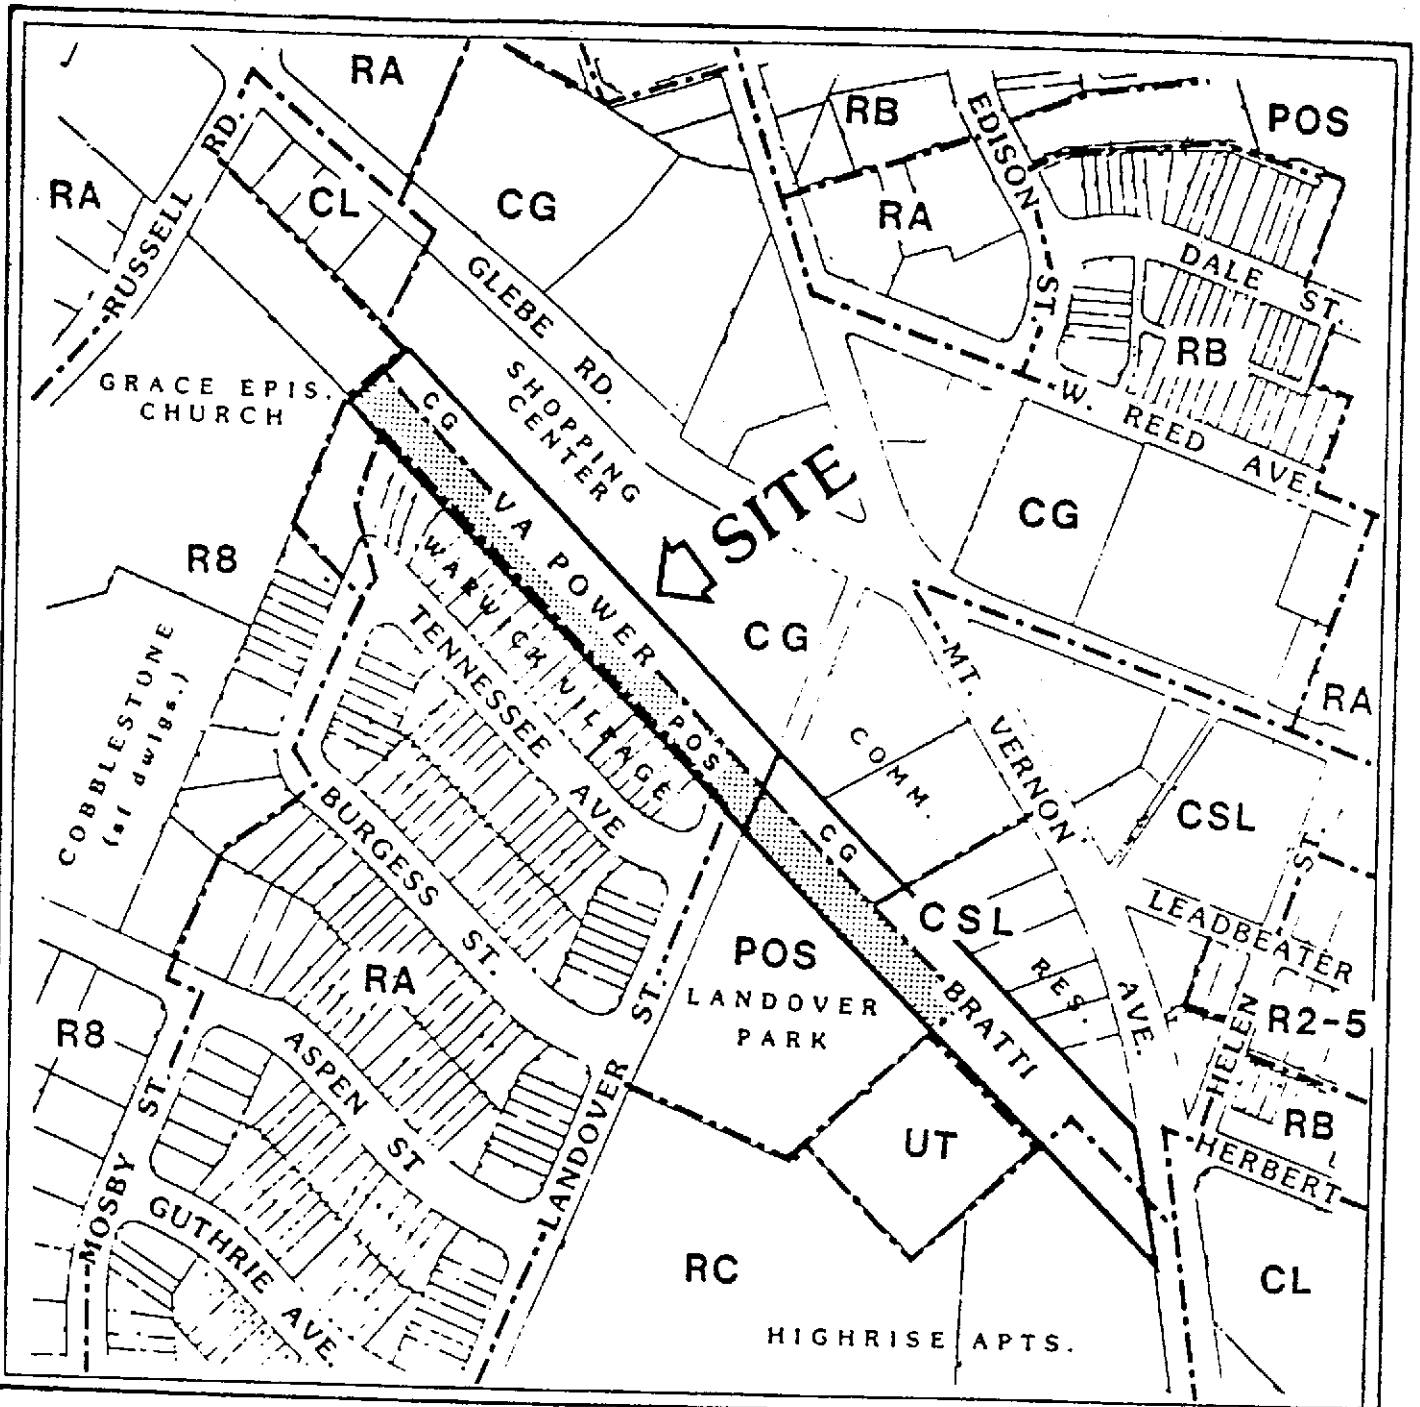 RA
RB
EDISON ST.
POS
RUSSELL RD.
RA
CL
CG
RA
DALE ST.
GLEBE RD.
RB
GRACE EPIS.
CHURCH
SHOPPING
CENTER
CG
W. REED AVE.
SITE
CG
R8
VA POWER
WARWICK VILLAGE
TENNESSEE AVE
CG
POS
MT. VERNON AVE.
RA
COBBLESTONE
(sf dwlgs.)
COMM.
BURGESS ST.
CG
CSL
ST.
CSL
LEADBEATER
POS
LANDOVER
PARK
RES.
BRATTI
RA
R8
ASPEN ST
HELEN
R2-5
RB
UT
HERBERT
MOSBY ST.
LANDOVER ST.
GUTHRIE AVE.
RC
CL
HIGHRISE APTS.